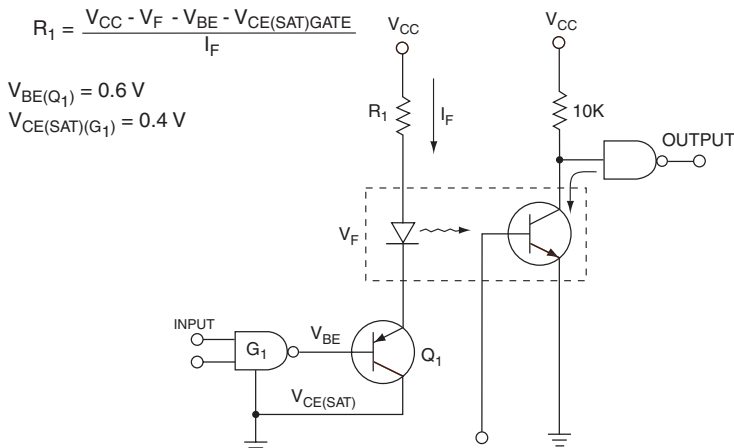 R1 = VCC - VF - VBE - VCE(SAT)GATE
IF
VBE(Q1) = 0.6 V
VCE(SAT)(G1) = 0.4 V
VCC
VCC
R1
IF
10K
OUTPUT
VF
INPUT
G1
VBE
Q1
VCE(SAT)